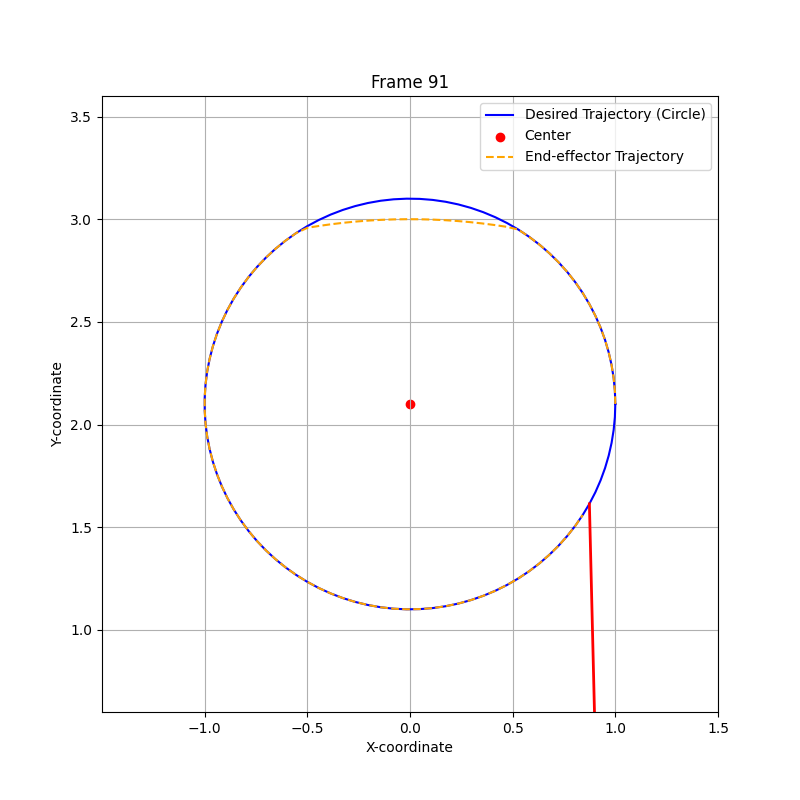 Frame 91
Desired Trajectory (Circle)
Center
End-effector Trajectory
3.5
3.0
2.5
2.0
1.5
1.0
Y-coordinate
−1.0 −0.5 0.0 0.5 1.0 1.5
X-coordinate